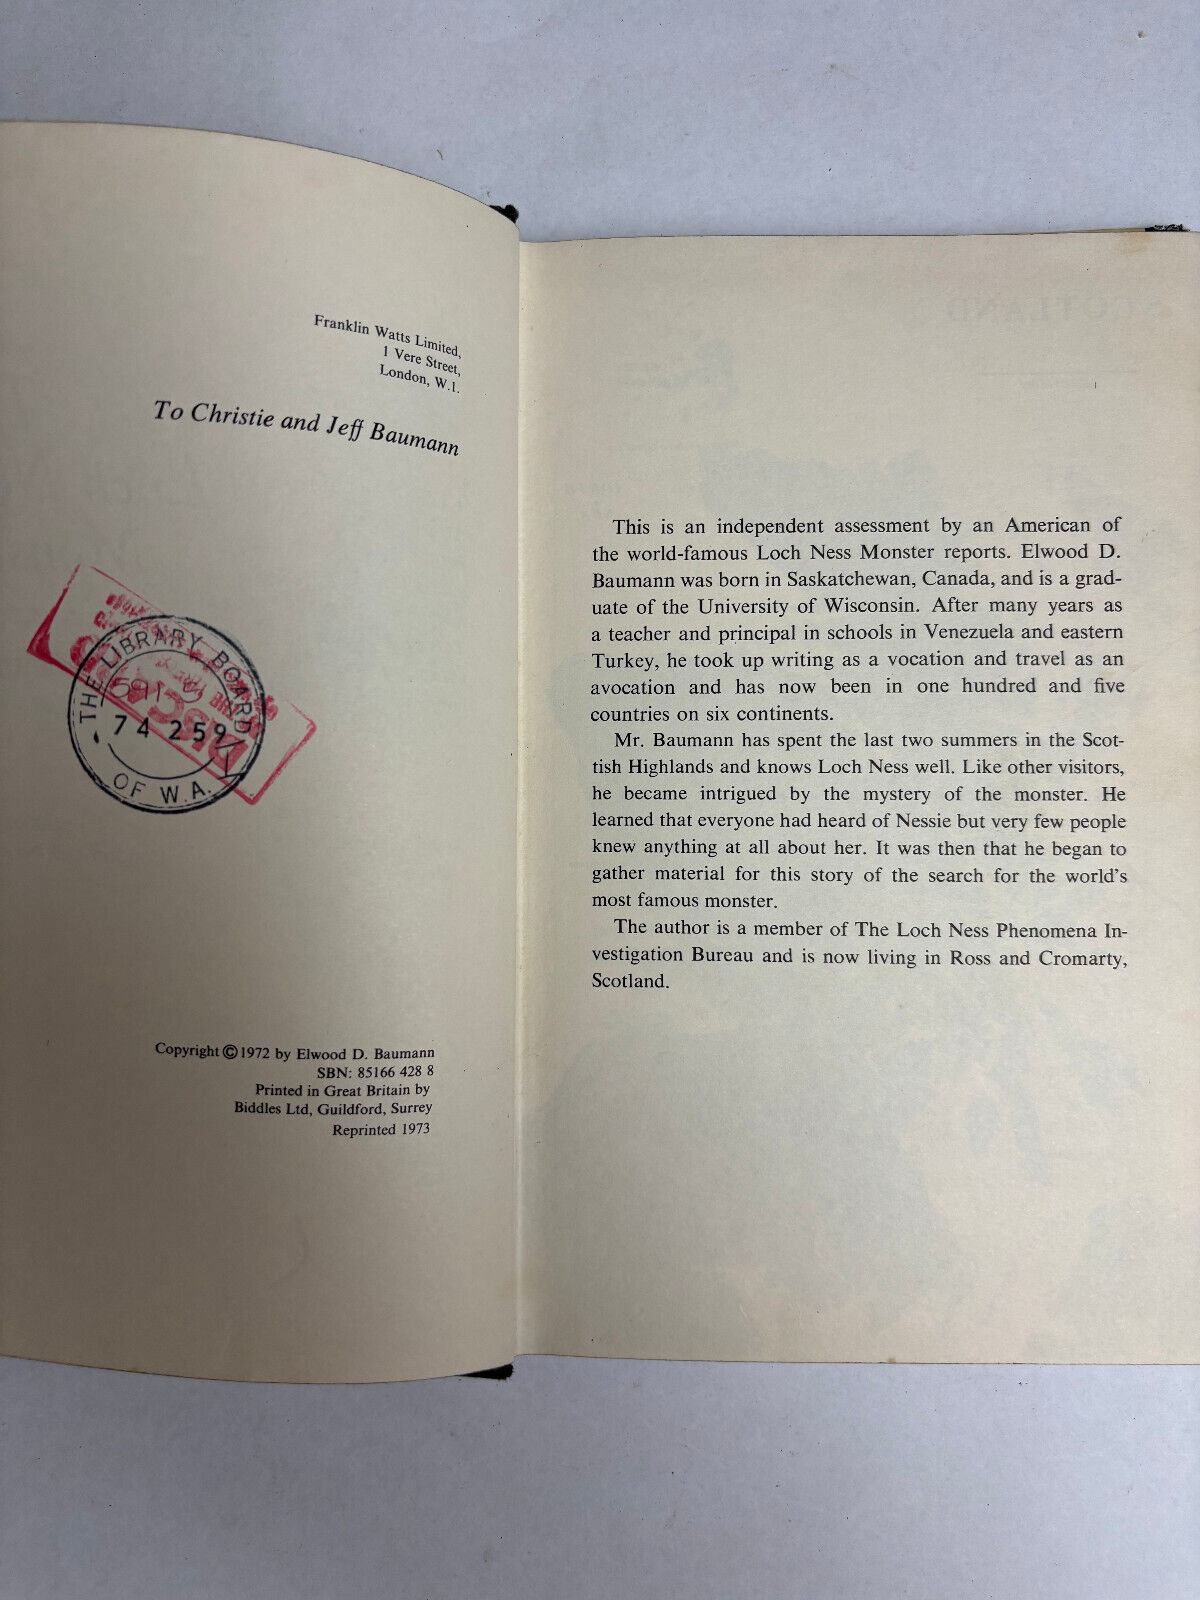 Franklin Watts Limited,
1 Vere Street,
London, W.1.
To Christie and Jeff Baumann
THE LIBRARY BOARD
74 259
OF W.A.
Copyright © 1972 by Elwood D. Baumann
SBN: 85166 428 8
Printed in Great Britain by
Biddles Ltd, Guildford, Surrey
Reprinted 1973
SCOTLAND
This is an independent assessment by an American of
the world-famous Loch Ness Monster reports. Elwood D.
Baumann was born in Saskatchewan, Canada, and is a grad-
uate of the University of Wisconsin. After many years as
a teacher and principal in schools in Venezuela and eastern
Turkey, he took up writing as a vocation and travel as an
avocation and has now been in one hundred and five
countries on six continents.
Mr. Baumann has spent the last two summers in the Scot-
tish Highlands and knows Loch Ness well. Like other visitors,
he became intrigued by the mystery of the monster. He
learned that everyone had heard of Nessie but very few people
knew anything at all about her. It was then that he began to
gather material for this story of the search for the world's
most famous monster.
The author is a member of The Loch Ness Phenomena In-
vestigation Bureau and is now living in Ross and Cromarty,
Scotland.